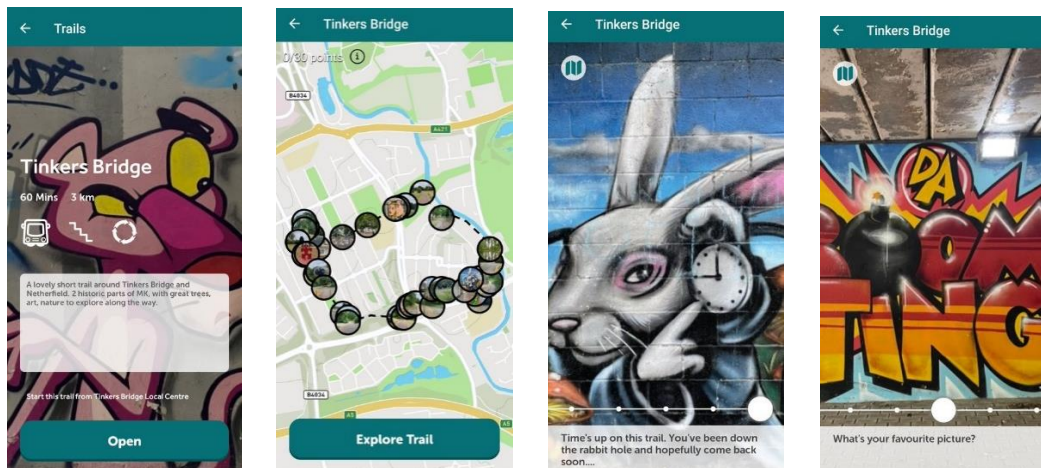 Trails
Tinkers Bridge
60 Mins 3 km
A lovely short trail around Tinkers Bridge and
Netherfield. 2 historic parts of MK, with great trees,
art, nature to explore along the way.
Start this trail from Tinkers Bridge Local Centre
Open
Tinkers Bridge
0/30 points
B4034
A421
B4034
A5
A5
Explore Trail
Tinkers Bridge
Time's up on this trail. You've been down
the rabbit hole and hopefully come back
soon....
Tinkers Bridge
DA
BOOM
TING
What's your favourite picture?